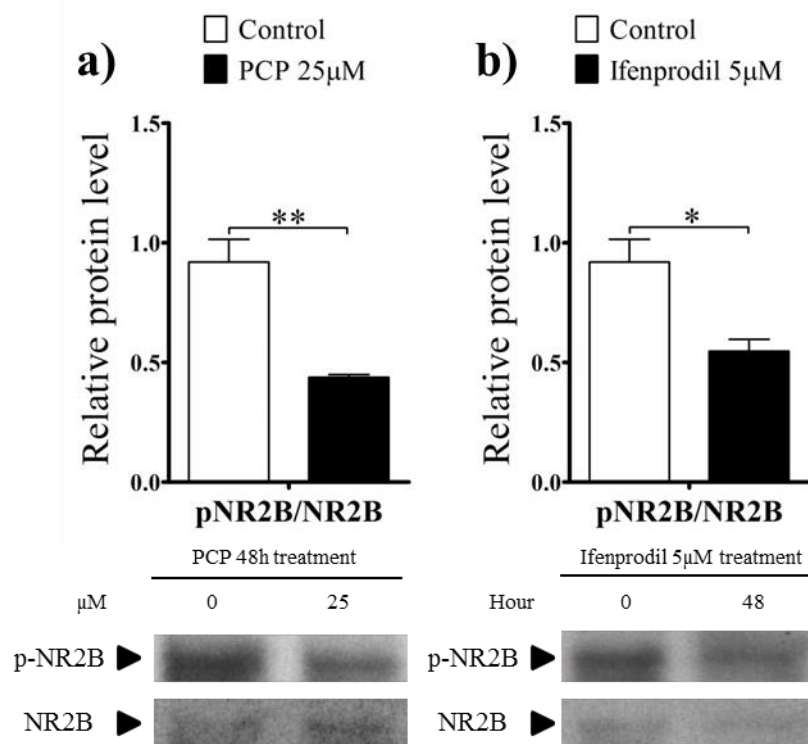 a)
Control
PCP 25μM
Relative protein level
1.5
1.0
0.5
0.0
**
pNR2B/NR2B
PCP 48h treatment
μM 0 25
p-NR2B
NR2B
b)
Control
Ifenprodil 5μM
Relative protein level
1.5
1.0
0.5
0.0
*
pNR2B/NR2B
Ifenprodil 5μM treatment
Hour 0 48
p-NR2B
NR2B